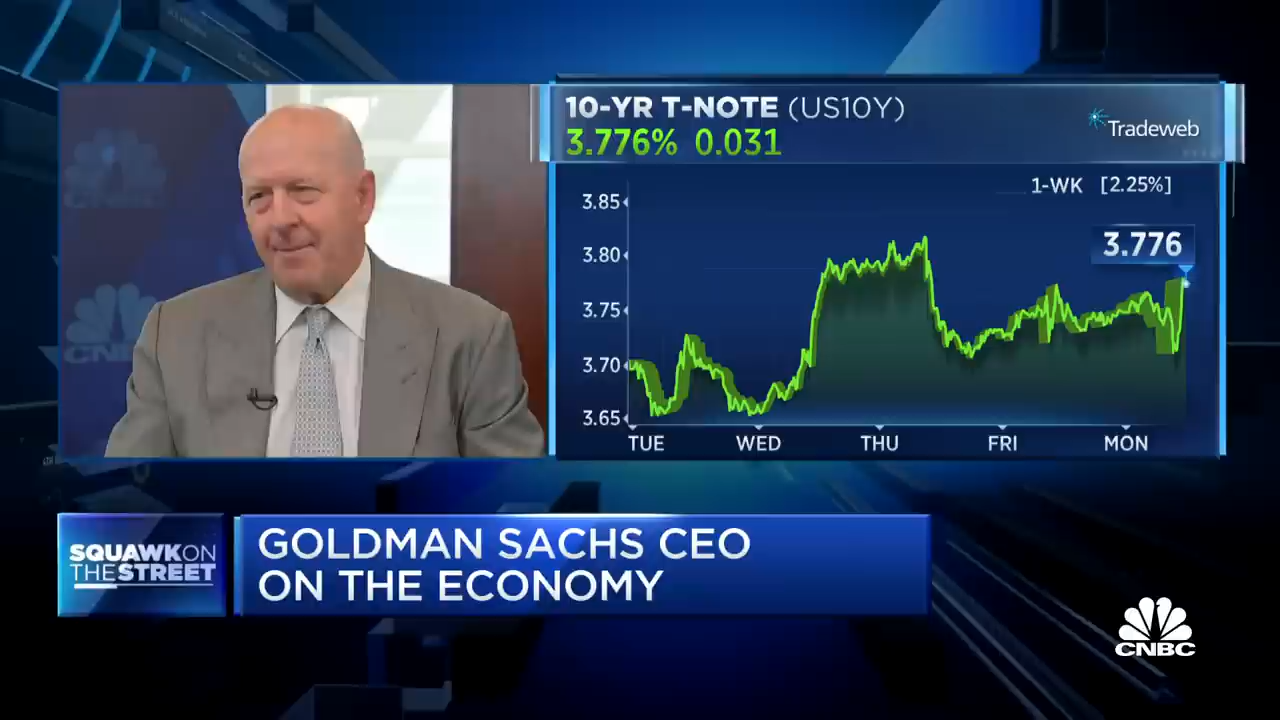 10-YR T-NOTE (US10Y)
3.776% 0.031
Tradeweb
1-WK [2.25%]
3.776
3.85
3.80
3.75
3.70
3.65
TUE WED THU FRI MON
CNBC
CNBC
SQUAWK ON
THE STREET
GOLDMAN SACHS CEO
ON THE ECONOMY
CNBC